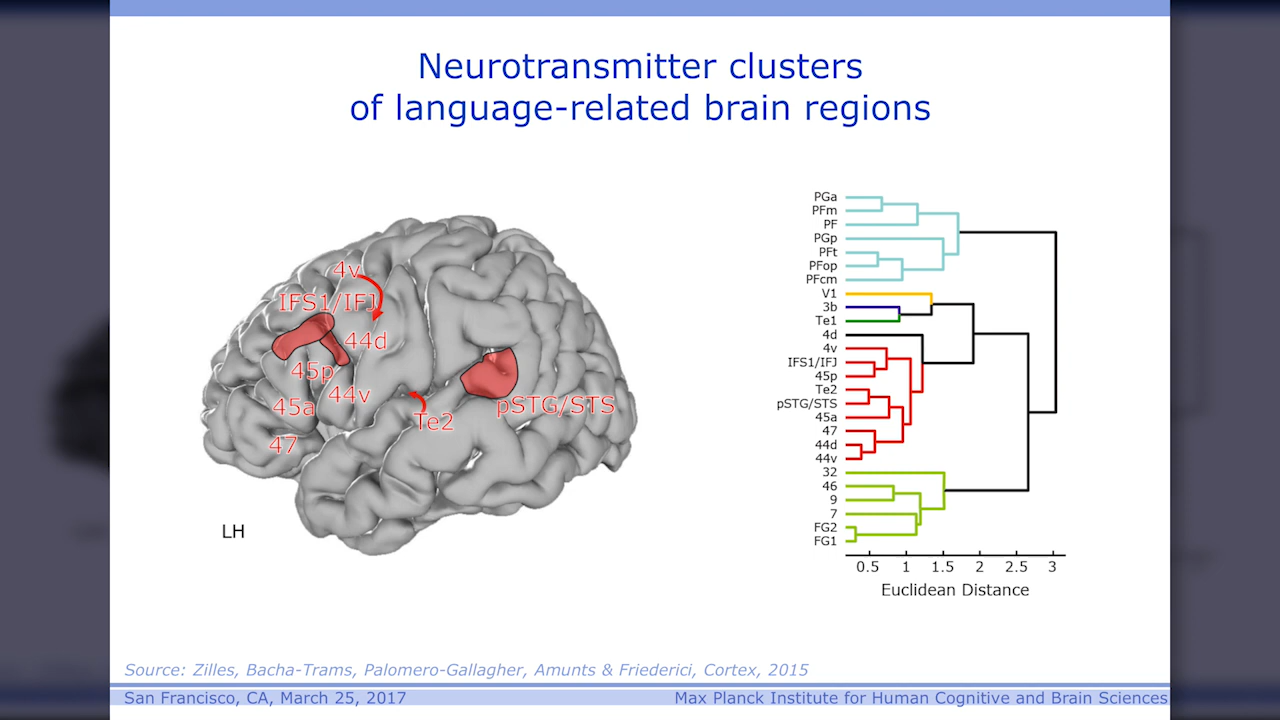 Neurotransmitter clusters
of language-related brain regions
4v
IFS1/IFJ
44d
45p
44v
45a
47
Te2
pSTG/STS
LH
PGa
PFm
PF
PGp
PFt
PFop
PFcm
V1
3b
Te1
4d
4v
IFS1/IFJ
45p
Te2
pSTG/STS
45a
47
44d
44v
32
46
9
7
FG2
FG1
0.5 1 1.5 2 2.5 3
Euclidean Distance
Source: Zilles, Bacha-Trams, Palomero-Gallagher, Amunts & Friederici, Cortex, 2015
San Francisco, CA, March 25, 2017
Max Planck Institute for Human Cognitive and Brain Sciences